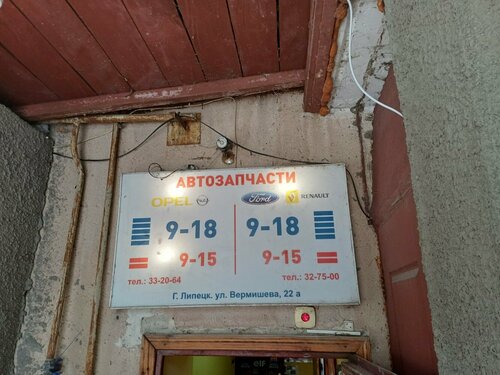 АВТОЗАПЧАСТИ
OPEL Ford RENAULT
9-18 9-18
9-15 9-15
тел.: 33-20-64 тел.: 32-75-00
Г. Липецк. ул. Вермишева, 22 а